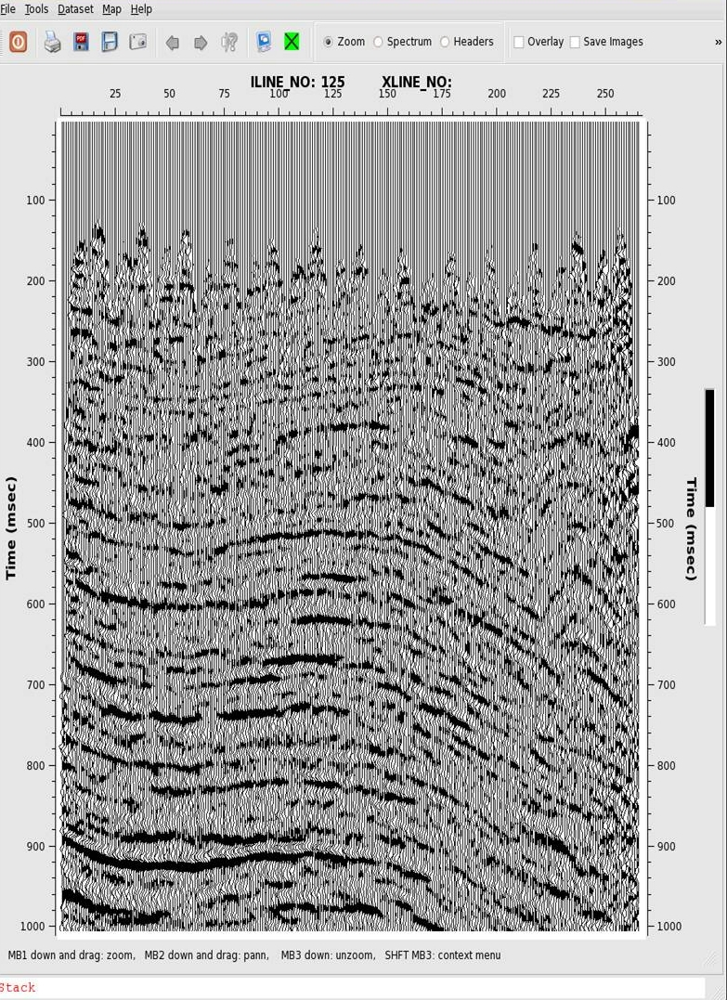 File Tools Dataset Map Help
PDF
Zoom Spectrum Headers Overlay Save Images »
ILINE_NO: 125 XLINE_NO:
25 50 75 100 125 150 175 200 225 250
100 100
200 200
300 300
400 400
500 500
600 600
700 700
800 800
900 900
1000 1000
Time (msec)
Time (msec)
MB1 down and drag: zoom, MB2 down and drag: pann, MB3 down: unzoom, SHFT MB3: context menu
Stack